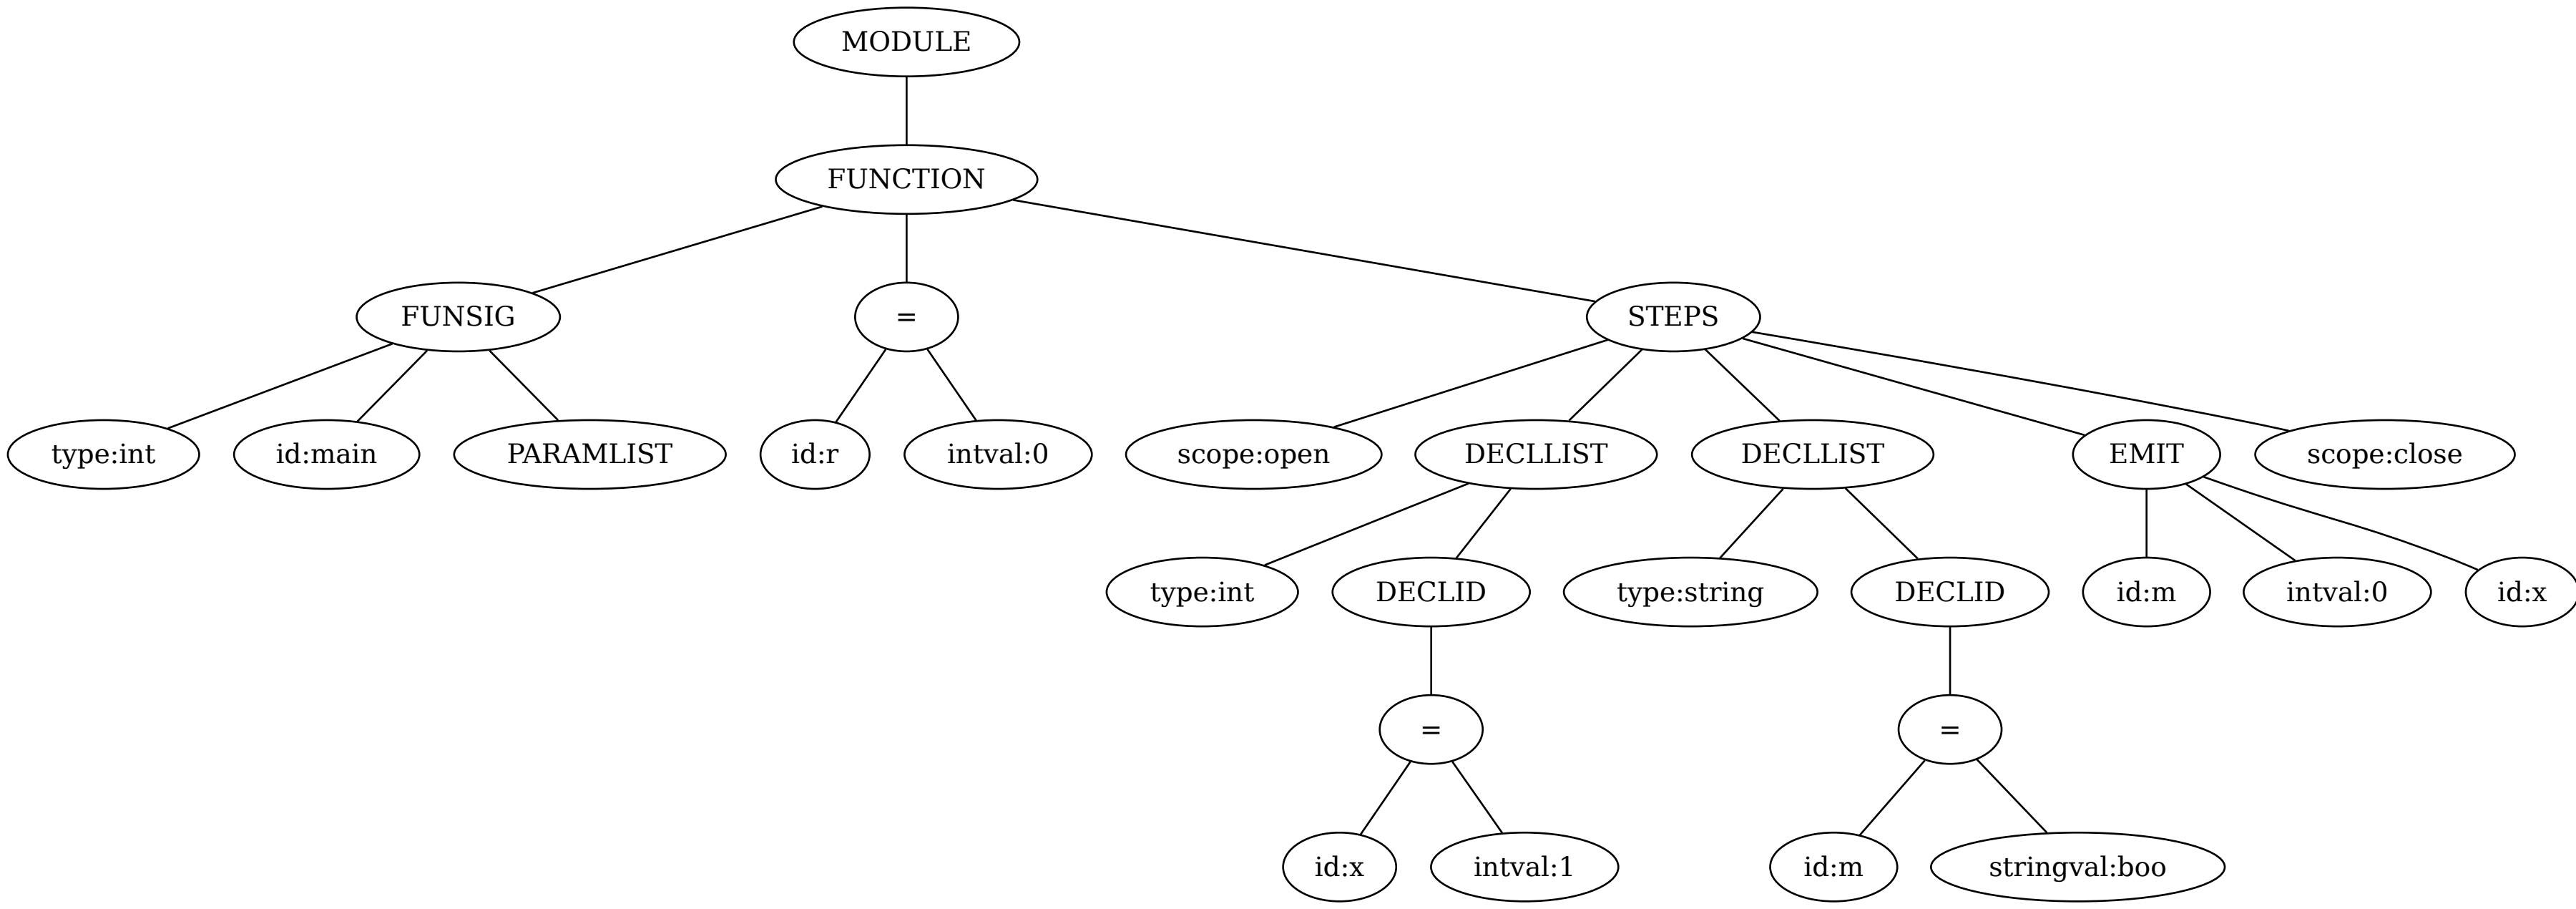 MODULE
FUNCTION
FUNSIG
=
STEPS
type:int
id:main
PARAMLIST
id:r
intval:0
scope:open
DECLLIST
DECLLIST
EMIT
scope:close
type:int
DECLID
type:string
DECLID
id:m
intval:0
id:x
=
=
id:x
intval:1
id:m
stringval:boo